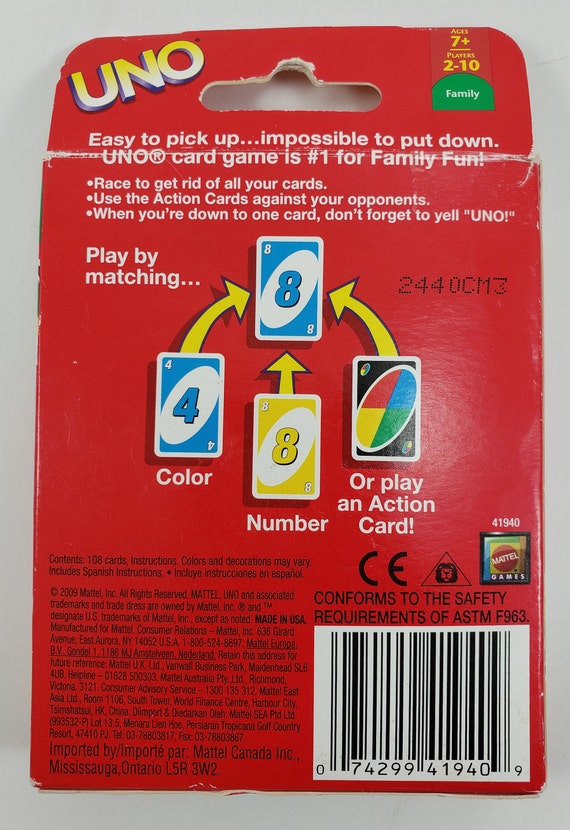 UNO®
AGES
7+
PLAYERS
2-10
Family
Easy to pick up...impossible to put down.
UNO® card game is #1 for Family Fun!
•Race to get rid of all your cards.
•Use the Action Cards against your opponents.
•When you're down to one card, don't forget to yell "UNO!"
Play by
matching...
8
8
8
2440CM3
4
4
4
8
8
8
Color
Number
Or play
an Action
Card!
41940
MATTEL
GAMES
CE
Contents: 108 cards, Instructions. Colors and decorations may vary.
Includes Spanish Instructions. • Incluye instrucciones en español.
© 2009 Mattel, Inc. All Rights Reserved. MATTEL, UNO and associated
trademarks and trade dress are owned by Mattel, Inc. ® and ™
designate U.S. trademarks of Mattel, Inc., except as noted. MADE IN USA.
Manufactured for Mattel. Consumer Relations – Mattel, Inc. 636 Girard
Avenue, East Aurora, NY 14052 U.S.A. 1-800-524-8697. Mattel Europa,
B.V., Gondel 1, 1186 MJ Amstelveen, Nederland. Retain this address for
future reference: Mattel U.K. Ltd., Vanwall Business Park, Maidenhead SL6
4UB. Helpline – 01628 500303. Mattel Australia Pty., Ltd., Richmond,
Victoria. 3121. Consumer Advisory Service – 1300 135 312. Mattel East
Asia Ltd., Room 1106, South Tower, World Finance Centre, Harbour City,
Tsimshatsui, HK, China. Diimport & Diedarkan Oleh: Mattel SEA Ptd Ltd.
(993532-P) Lot 13.5, Menara Lien Hoe, Persiaran Tropicana Golf Country
Resort, 47410 PJ. Tel: 03-78803817, Fax: 03-78803867.
Imported by/Importé par: Mattel Canada Inc.,
Mississauga, Ontario L5R 3W2.
CONFORMS TO THE SAFETY
REQUIREMENTS OF ASTM F963.
0 74299 41940 9